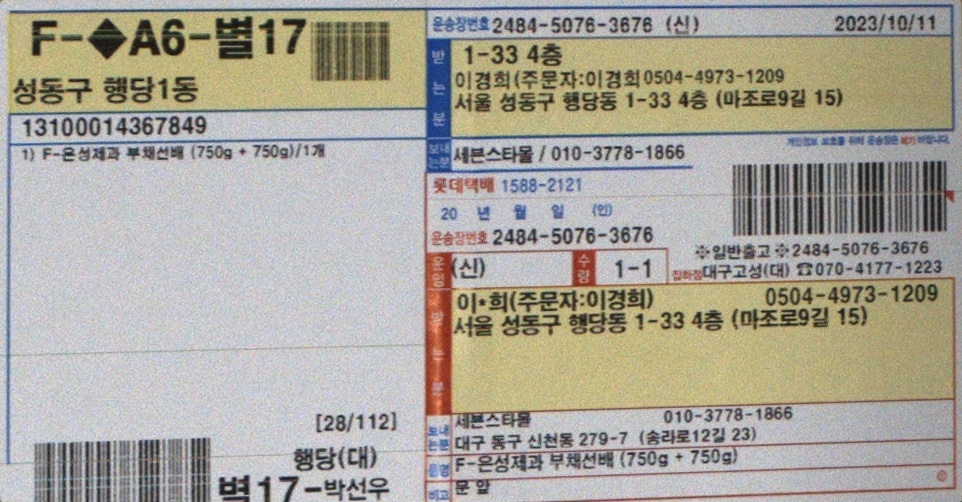 F-◆A6-별17
성동구 행당1동
13100014367849
1) F-은성제과 부채선배 (750g + 750g)/1개
[28/112]
행당(대)
별17-박선우
운송장번호 2484-5076-3676 (신) 2023/10/11
받는분
1-33 4층
이경희(주문자:이경희 0504-4973-1209
서울 성동구 행당동 1-33 4층 (마조로9길 15)
개인정보 보호를 위해 운송장은 폐기 바랍니다.
보내는분 세븐스타몰 / 010-3778-1866
롯데택배 1588-2121
20 년 월 일 (인)
운송장번호 2484-5076-3676
※일반출고※2484-5076-3676
운임 (신) 수량 1-1
집하점 대구고성(대) ☎070-4177-1223
이*희(주문자:이경희) 0504-4973-1209
서울 성동구 행당동 1-33 4층 (마조로9길 15)
보내는분 세븐스타몰 010-3778-1866
대구 동구 신천동 279-7 (송라로12길 23)
품명 F-은성제과 부채선배 (750g + 750g)
비고 문 앞